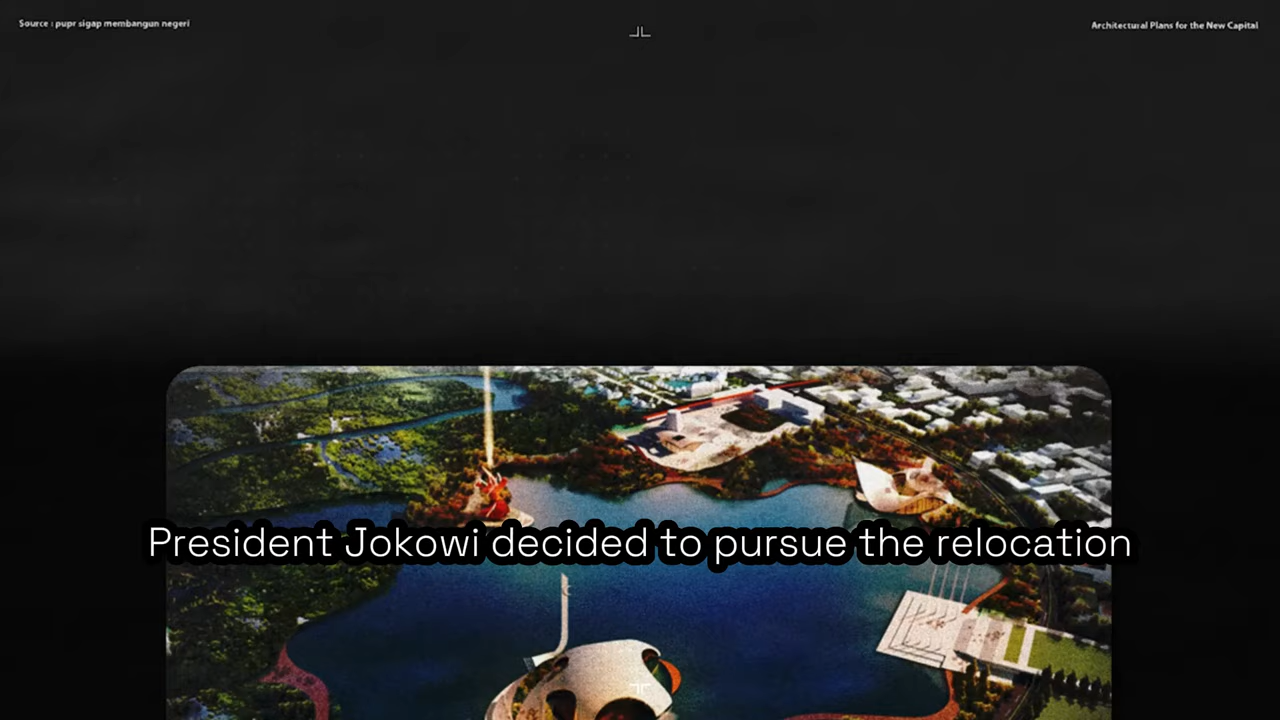 Source : pupr sigap membangun negeri
Architectural Plans for the New Capital
President Jokowi decided to pursue the relocation